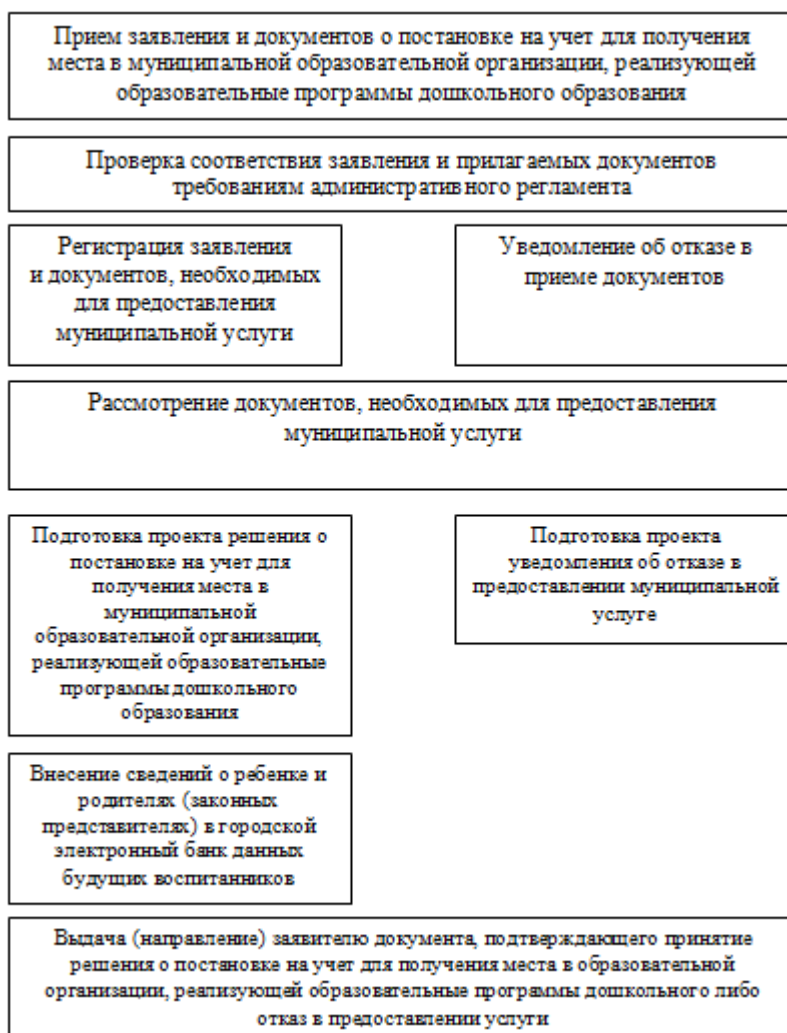 Прием заявления и документов о постановке на учет для получения
места в муниципальной образовательной организации, реализующей
образовательные программы дошкольного образования
Проверка соответствия заявления и прилагаемых документов
требованиям административного регламента
Регистрация заявления
и документов, необходимых
для предоставления
муниципальной услуги
Уведомление об отказе в
приеме документов
Рассмотрение документов, необходимых для предоставления
муниципальной услуги
Подготовка проекта решения о
постановке на учет для
получения места в
муниципальной
образовательной организации,
реализующей образовательные
программы дошкольного
образования
Подготовка проекта
уведомления об отказе в
предоставлении муниципальной
услуге
Внесение сведений о ребенке и
родителях (законных
представителях) в городской
электронный банк данных
будущих воспитанников
Выдача (направление) заявителю документа, подтверждающего принятие
решения о постановке на учет для получения места в образовательной
организации, реализующей образовательные программы дошкольного либо
отказ в предоставлении услуги